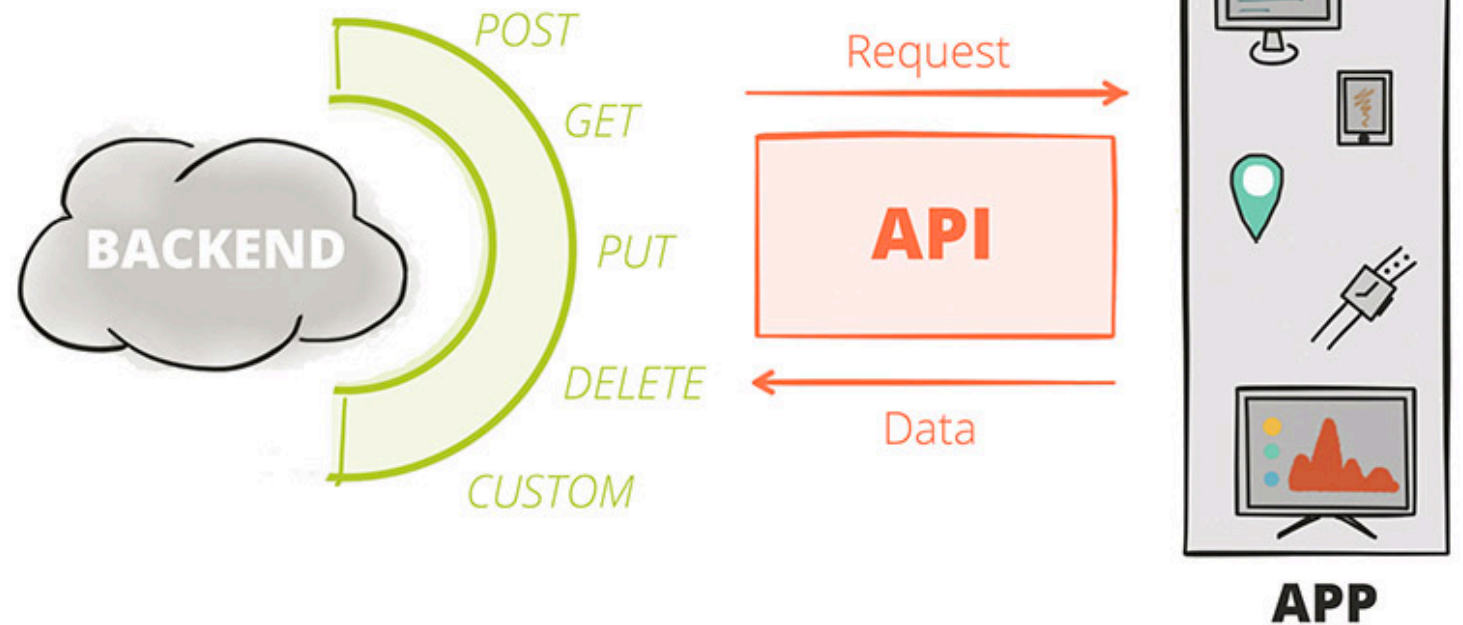 POST
GET
PUT
DELETE
CUSTOM
BACKEND
Request
API
Data
APP